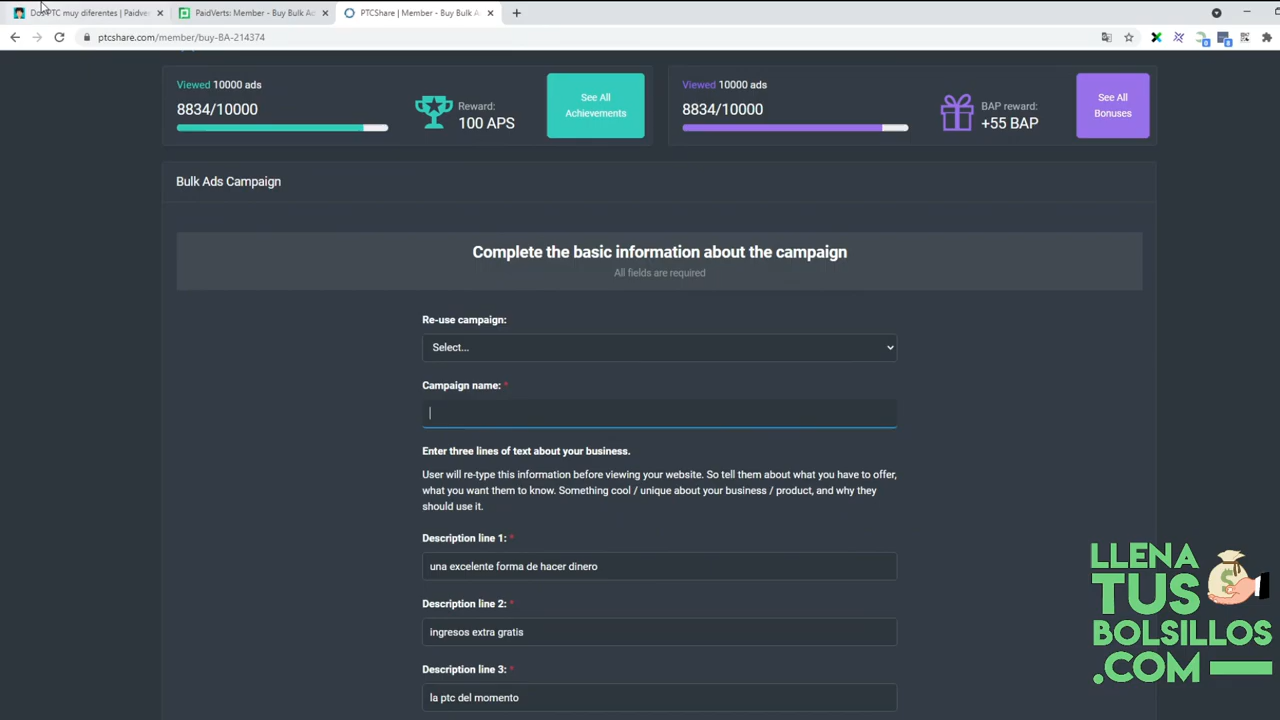 Dos PTC muy diferentes | Paidve
PaidVerts: Member - Buy Bulk Ad
PTCShare | Member - Buy Bulk A
ptcshare.com/member/buy-BA-214374
Viewed 10000 ads
8834/10000
Reward:
100 APS
See All
Achievements
Viewed 10000 ads
8834/10000
BAP reward:
+55 BAP
See All
Bonuses
Bulk Ads Campaign
Complete the basic information about the campaign
All fields are required
Re-use campaign:
Select...
Campaign name: *
Enter three lines of text about your business.
User will re-type this information before viewing your website. So tell them about what you have to offer,
what you want them to know. Something cool / unique about your business / product, and why they
should use it.
Description line 1: *
una excelente forma de hacer dinero
Description line 2: *
ingresos extra gratis
Description line 3: *
la ptc del momento
LLENA
TUS
BOLSILLOS
.COM